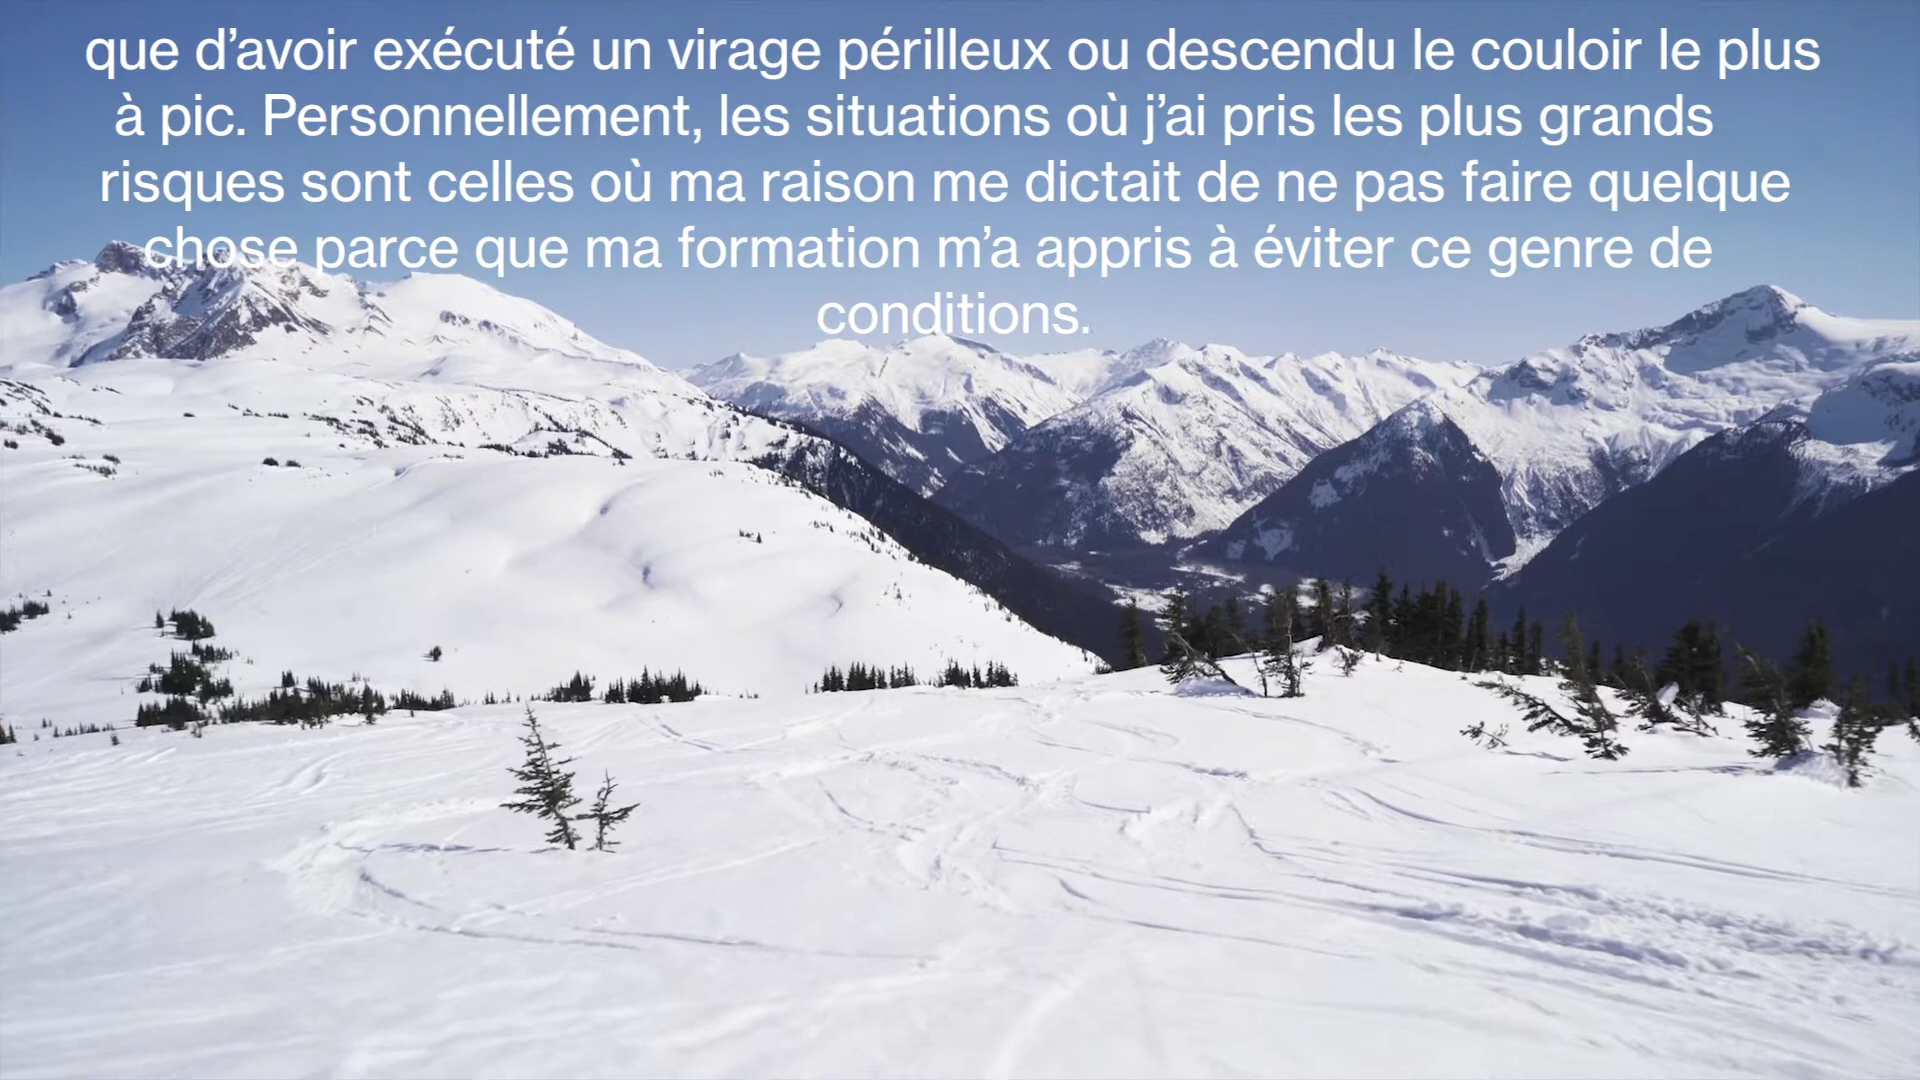 que d’avoir exécuté un virage périlleux ou descendu le couloir le plus
à pic. Personnellement, les situations où j’ai pris les plus grands
risques sont celles où ma raison me dictait de ne pas faire quelque
chose parce que ma formation m’a appris à éviter ce genre de
conditions.